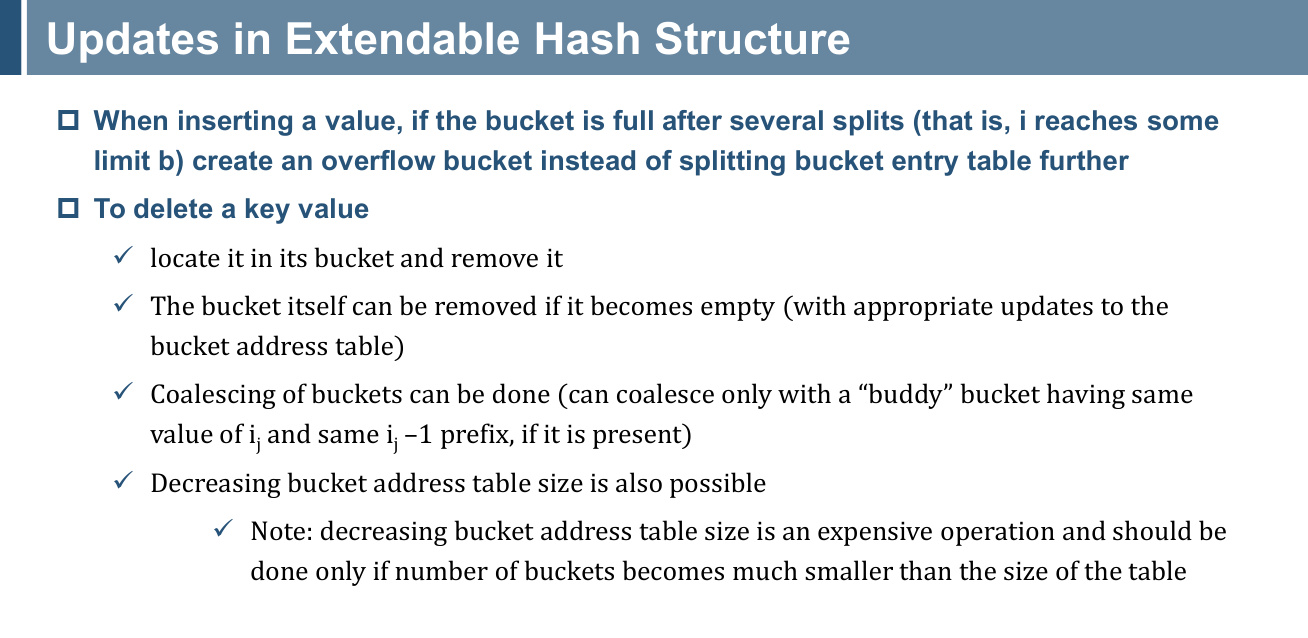 Updates in Extendable Hash Structure
When inserting a value, if the bucket is full after several splits (that is, i reaches some
limit b) create an overflow bucket instead of splitting bucket entry table further
To delete a key value
locate it in its bucket and remove it
The bucket itself can be removed if it becomes empty (with appropriate updates to the
bucket address table)
Coalescing of buckets can be done (can coalesce only with a “buddy” bucket having same
value of ij and same ij –1 prefix, if it is present)
Decreasing bucket address table size is also possible
Note: decreasing bucket address table size is an expensive operation and should be
done only if number of buckets becomes much smaller than the size of the table